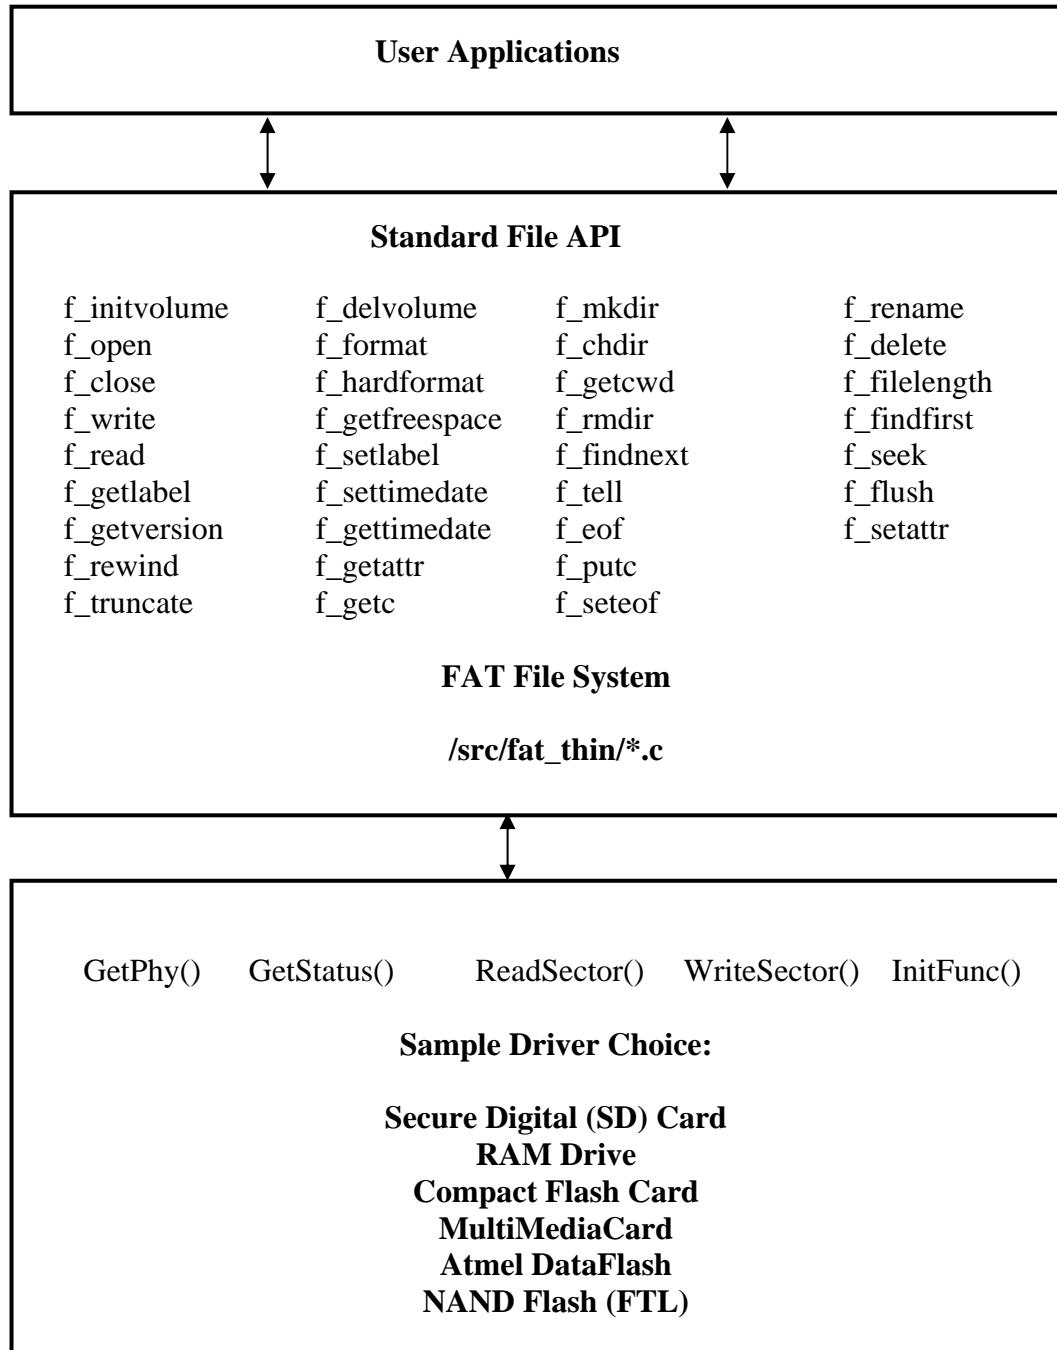 User Applications
Standard File API
f_initvolume f_delvolume f_mkdir f_rename
f_open f_format f_chdir f_delete
f_close f_hardformat f_getcwd f_filelength
f_write f_getfreespace f_rmdir f_findfirst
f_read f_setlabel f_findnext f_seek
f_getlabel f_settimedate f_tell f_flush
f_getversion f_gettimedate f_eof f_setattr
f_rewind f_getattr f_putc
f_truncate f_getc f_seteof
FAT File System
/src/fat_thin/*.c
GetPhy() GetStatus() ReadSector() WriteSector() InitFunc()
Sample Driver Choice:
Secure Digital (SD) Card
RAM Drive
Compact Flash Card
MultiMediaCard
Atmel DataFlash
NAND Flash (FTL)